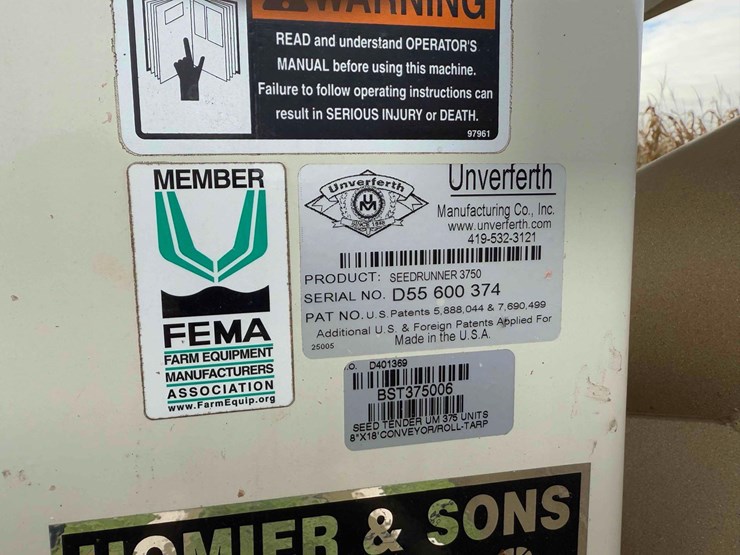 WARNING
READ and understand OPERATOR'S
MANUAL before using this machine.
Failure to follow operating instructions can
result in SERIOUS INJURY or DEATH.
97961
MEMBER
FEMA
FARM EQUIPMENT
MANUFACTURERS
ASSOCIATION
www.FarmEquip.org
Unverferth
UM
SINCE 1948
Unverferth
Manufacturing Co., Inc.
www.unverferth.com
419-532-3121
PRODUCT: SEEDRUNNER 3750
SERIAL NO. D55 600 374
PAT NO. U.S. Patents 5,888,044 & 7,690,499
Additional U.S. & Foreign Patents Applied For
25005 Made in the U.S.A.
.O. D401369
BST375006
SEED TENDER UM 375 UNITS
8"X18' CONVEYOR/ROLL-TARP
& SONS